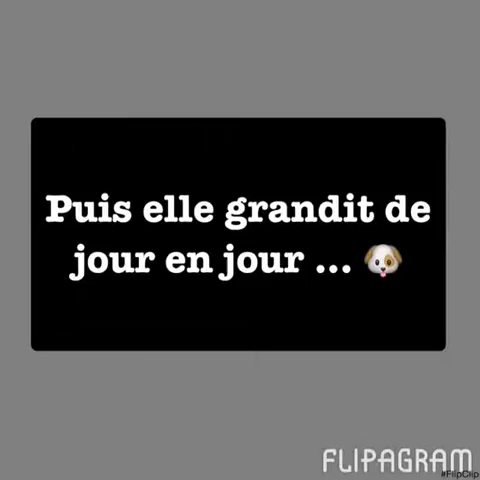 Puis elle grandit de
jour en jour ... 🐶
FLIPAGRAM
#FlipClip